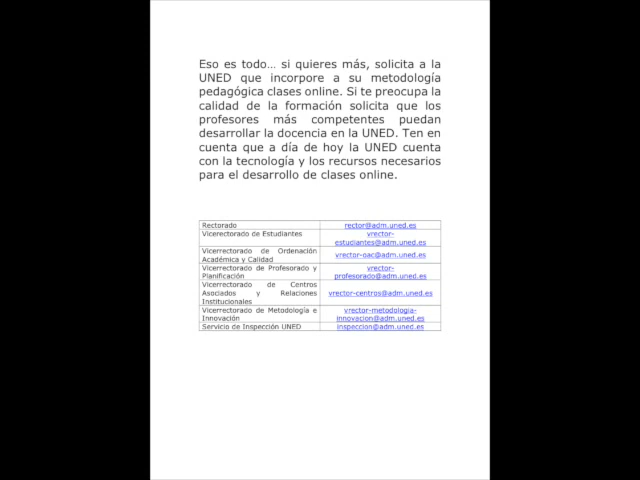 Eso es todo… si quieres más, solicita a la
UNED que incorpore a su metodología
pedagógica clases online. Si te preocupa la
calidad de la formación solicita que los
profesores más competentes puedan
desarrollar la docencia en la UNED. Ten en
cuenta que a día de hoy la UNED cuenta
con la tecnología y los recursos necesarios
para el desarrollo de clases online.
Rectorado rector@adm.uned.es
Vicerectorado de Estudiantes vrector-
estudiantes@adm.uned.es
Vicerrectorado de Ordenación
Académica y Calidad vrector-oac@adm.uned.es
Vicerrectorado de Profesorado y
Planificación vrector-
profesorado@adm.uned.es
Vicerrectorado de Centros
Asociados y Relaciones
Institucionales vrector-centros@adm.uned.es
Vicerrectorado de Metodología e
Innovación vrector-metodologia-
innovacion@adm.uned.es
Servicio de Inspección UNED inspeccion@adm.uned.es